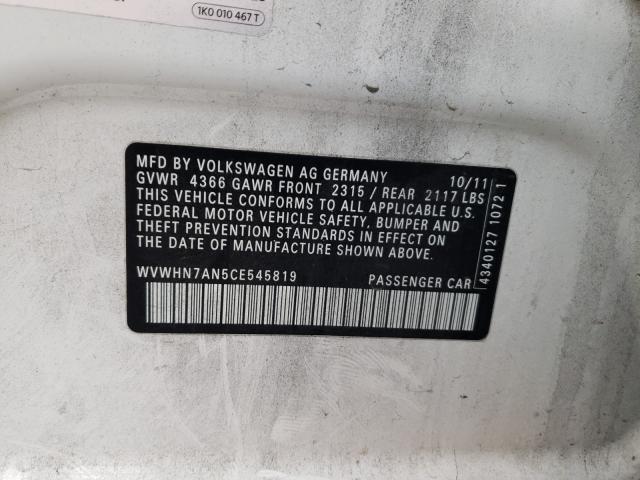 1K0 010 467 T
MFD BY VOLKSWAGEN AG GERMANY 10/11
GVWR 4366 GAWR FRONT 2315 / REAR 2117 LBS
THIS VEHICLE CONFORMS TO ALL APPLICABLE U.S.
FEDERAL MOTOR VEHICLE SAFETY, BUMPER AND
THEFT PREVENTION STANDARDS IN EFFECT ON
THE DATE OF MANUFACTURE SHOWN ABOVE.
WVWHN7AN5CE545819 PASSENGER CAR
4340127 1072 1